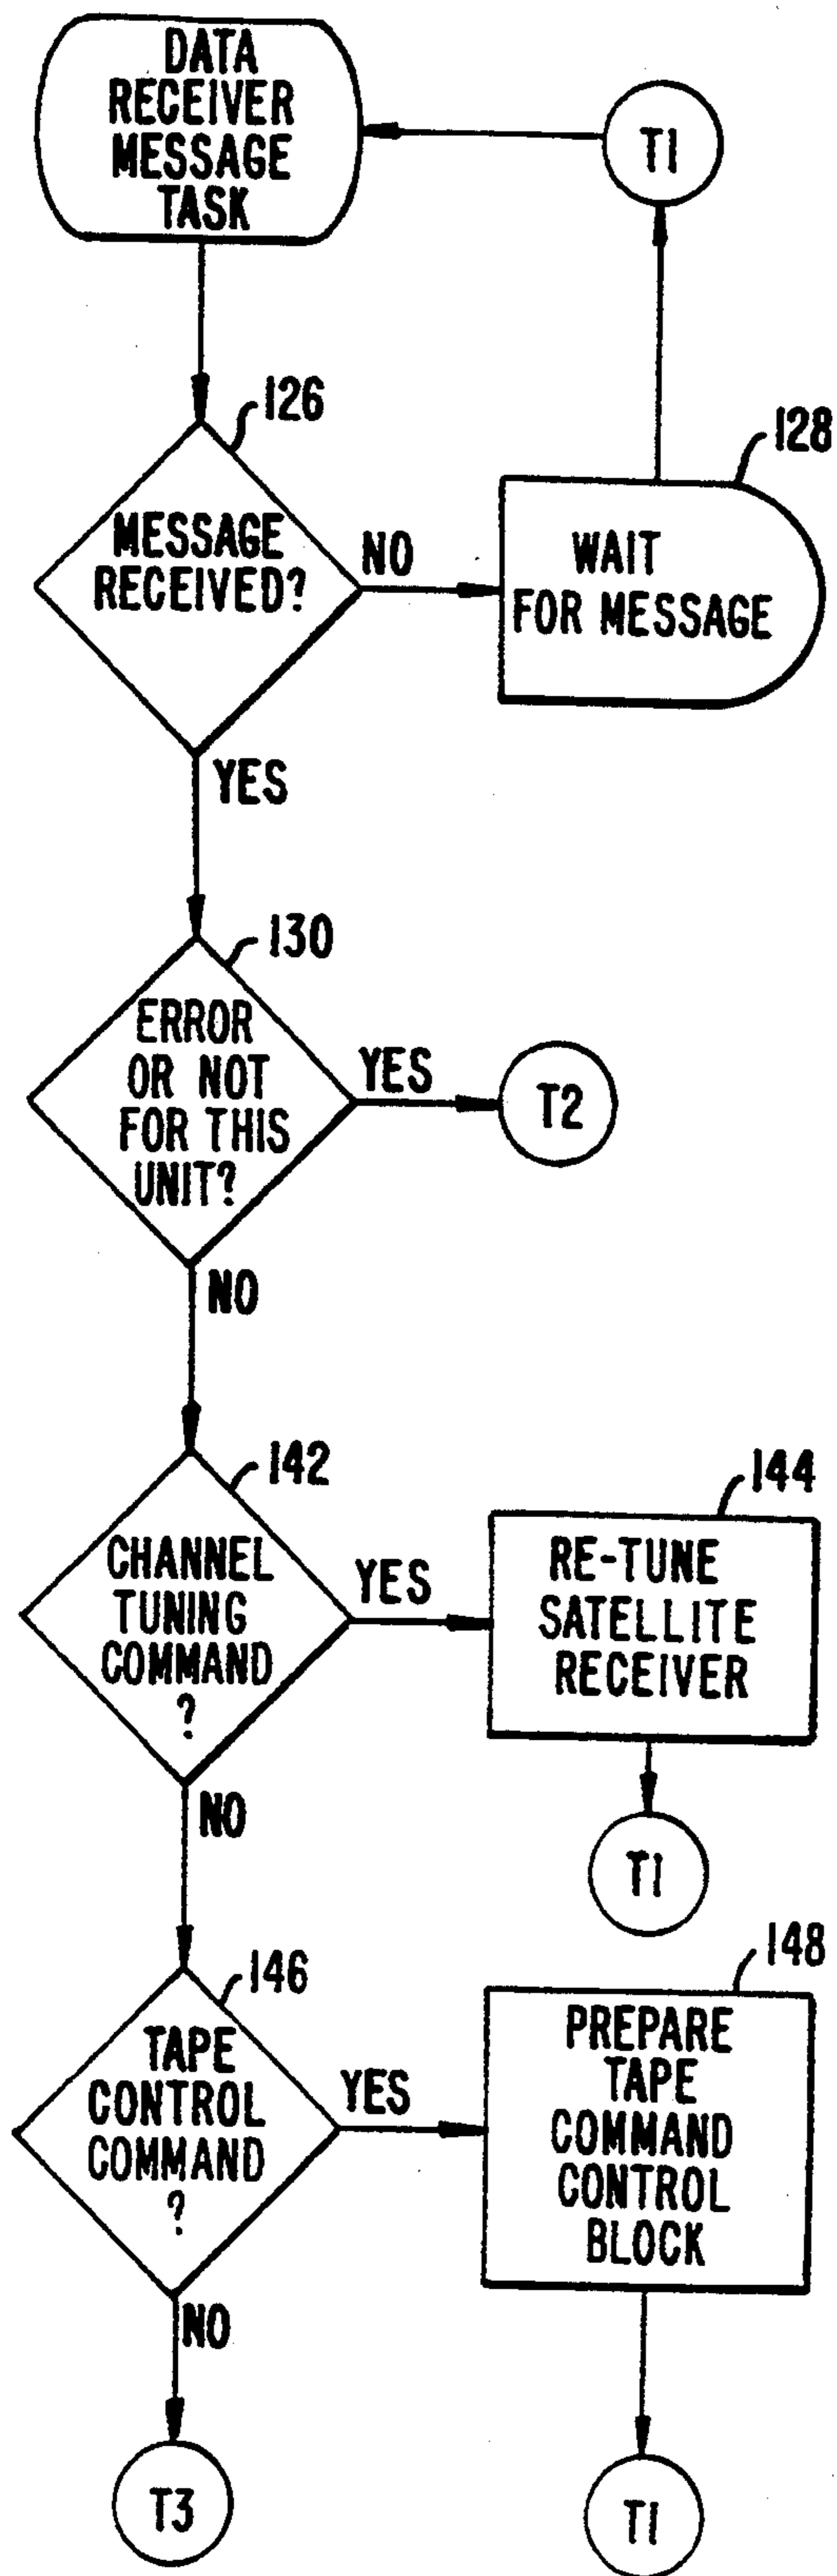 DATA
RECEIVER
MESSAGE
TASK
T1
126
MESSAGE
RECEIVED?
NO
128
WAIT
FOR MESSAGE
YES
130
ERROR
OR NOT
FOR THIS
UNIT?
YES
T2
NO
142
CHANNEL
TUNING
COMMAND
?
YES
144
RE-TUNE
SATELLITE
RECEIVER
T1
NO
146
TAPE
CONTROL
COMMAND
?
YES
148
PREPARE
TAPE
COMMAND
CONTROL
BLOCK
T1
NO
T3